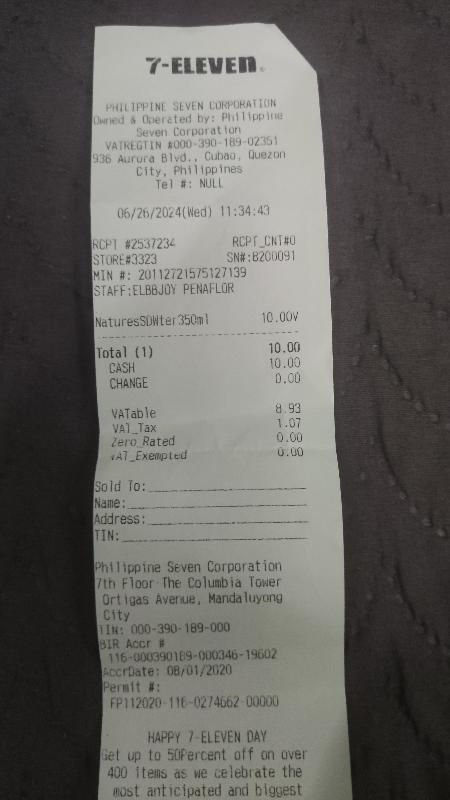 7-ELEVEn.
PHILIPPINE SEVEN CORPORATION
Owned & Operated by: Philippine
Seven Corporation
VATREGTIN #000-390-189-02351
936 Aurora Blvd., Cubao, Quezon
City, Philippines
Tel #: NULL
06/26/2024(Wed) 11:34:43
RCPT #2537234 RCPT_CNT#0
STORE#3323 SN#:B200091
MIN #: 20112721575127139
STAFF:ELBBJOY PENAFLOR
NaturesSDWter350ml 10.00V
Total (1) 10.00
CASH 10.00
CHANGE 0.00
VATable 8.93
VAT_Tax 1.07
Zero_Rated 0.00
VAT_Exempted 0.00
Sold To:
Name:
Address:
TIN:
Philippine Seven Corporation
7th Floor The Columbia Tower
Ortigas Avenue, Mandaluyong
City
TIN: 000-390-189-000
BIR Accr #
116-000390189-000346-19602
AccrDate: 08/01/2020
Permit #:
FP112020-116-0274662-00000
HAPPY 7-ELEVEN DAY
Get up to 50Percent off on over
400 items as we celebrate the
most anticipated and biggest